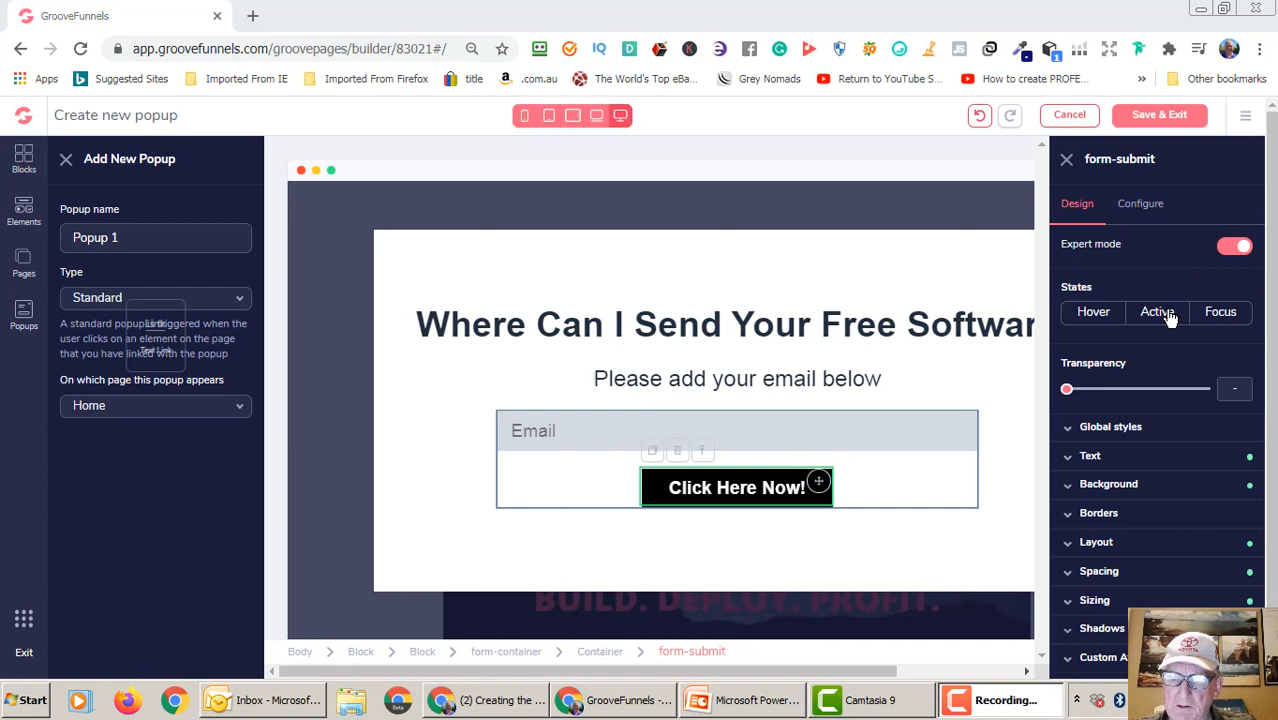 GrooveFunnels
app.groovefunnels.com/groovepages/builder/83021#/
Apps
Suggested Sites
Imported From IE
Imported From Firefox
title
.com.au
The World's Top eBa...
Grey Nomads
Return to YouTube S...
How to create PROFE...
Other bookmarks
Create new popup
Cancel
Save & Exit
Blocks
Elements
Pages
Popups
Exit
Add New Popup
Popup name
Popup 1
Type
Standard
A standard popup is triggered when the
user clicks on an element on the page
that you have linked with the popup
On which page this popup appears
Home
Where Can I Send Your Free Softwar
Please add your email below
Email
Click Here Now!
BUILD. DEPLOY. PROFIT.
Body
Block
Block
form-container
Container
form-submit
form-submit
Design
Configure
Expert mode
States
Hover
Active
Focus
Transparency
-
Global styles
Text
Background
Borders
Layout
Spacing
Sizing
Shadows
Custom A
Start
Inbox - Microsof...
(2) Creating the ...
GrooveFunnels - ...
Microsoft Power...
Camtasia 9
Recording...